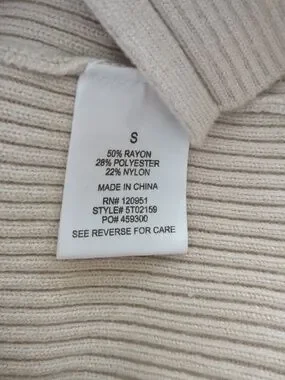 S
50% RAYON
28% POLYESTER
22% NYLON
MADE IN CHINA
RN# 120951
STYLE# 5T02159
PO# 459300
SEE REVERSE FOR CARE